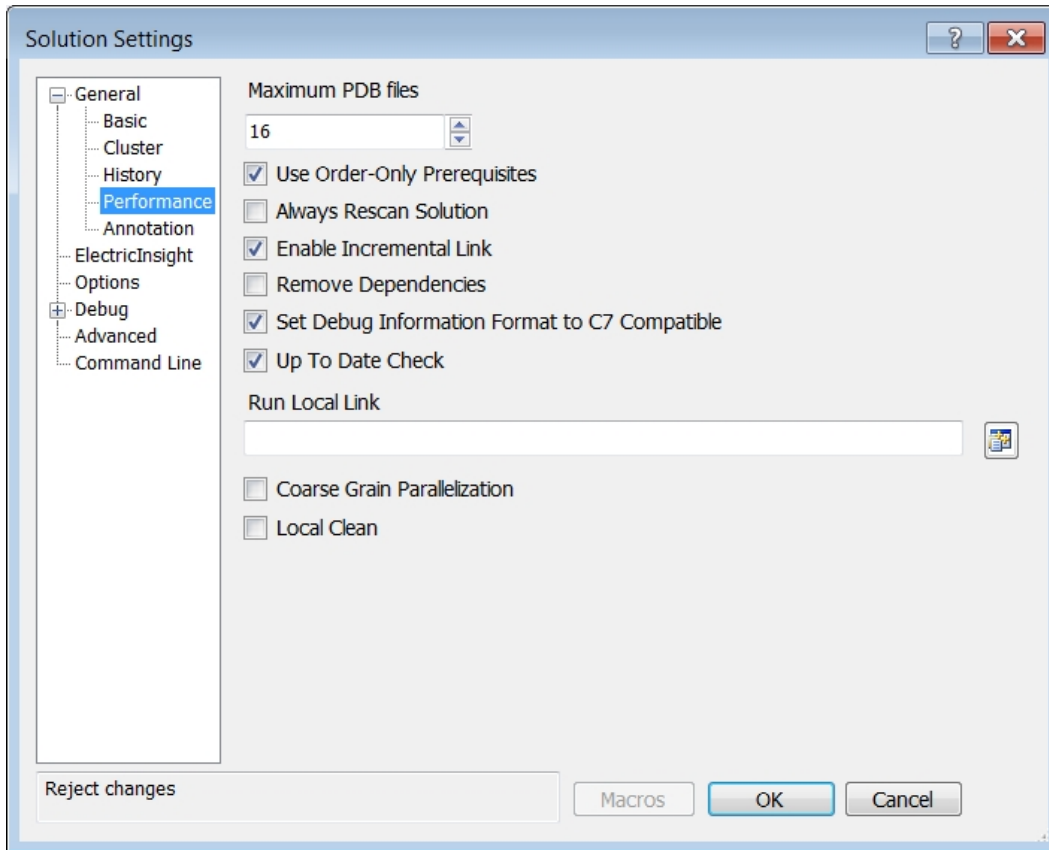 Solution Settings
General
Basic
Cluster
History
Performance
Annotation
ElectricInsight
Options
Debug
Advanced
Command Line
Maximum PDB files
16
Use Order-Only Prerequisites
Always Rescan Solution
Enable Incremental Link
Remove Dependencies
Set Debug Information Format to C7 Compatible
Up To Date Check
Run Local Link
Coarse Grain Parallelization
Local Clean
Reject changes
Macros
OK
Cancel